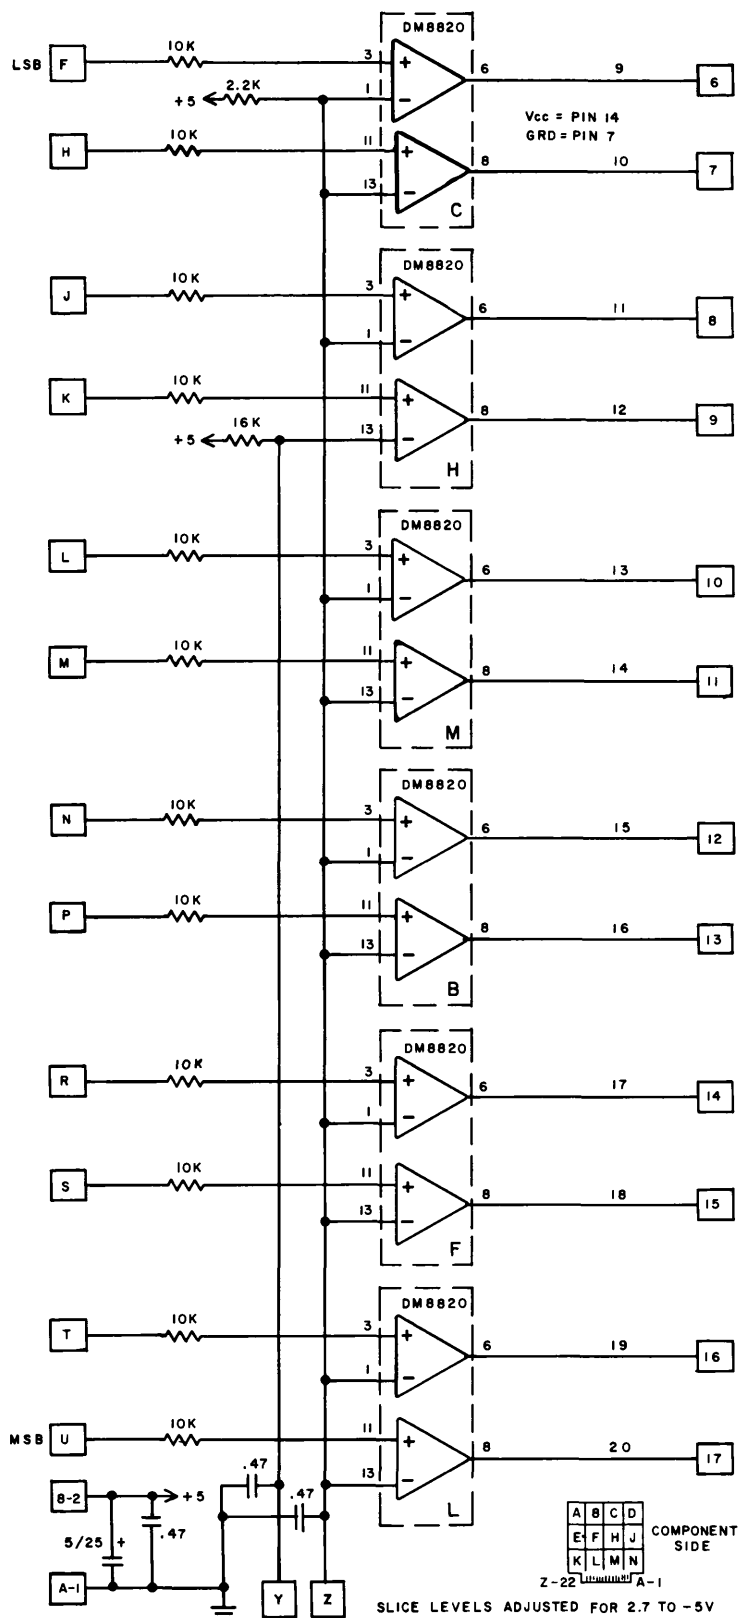 DM8820
LSB F 10K 3 + 6 9 6
+5 2.2K 1 −
Vcc = PIN 14
GRD = PIN 7
H 10K 11 + 8 10 7
13 −
C
DM8820
J 10K 3 + 6 11 8
1 −
K 10K 11 + 8 12 9
+5 16K 13 −
H
DM8820
L 10K 3 + 6 13 10
1 −
M 10K 11 + 8 14 11
13 −
M
DM8820
N 10K 3 + 6 15 12
1 −
P 10K 11 + 8 16 13
13 −
B
DM8820
R 10K 3 + 6 17 14
1 −
S 10K 11 + 8 18 15
13 −
F
DM8820
T 10K 3 + 6 19 16
1 −
MSB U 10K 11 + 8 20 17
13 −
L
8-2 +5 .47 .47
5/25 + .47
A-1 Y Z
A B C D
E F H J
K L M N
COMPONENT
SIDE
Z-22 A-1
SLICE LEVELS ADJUSTED FOR 2.7 TO -5V